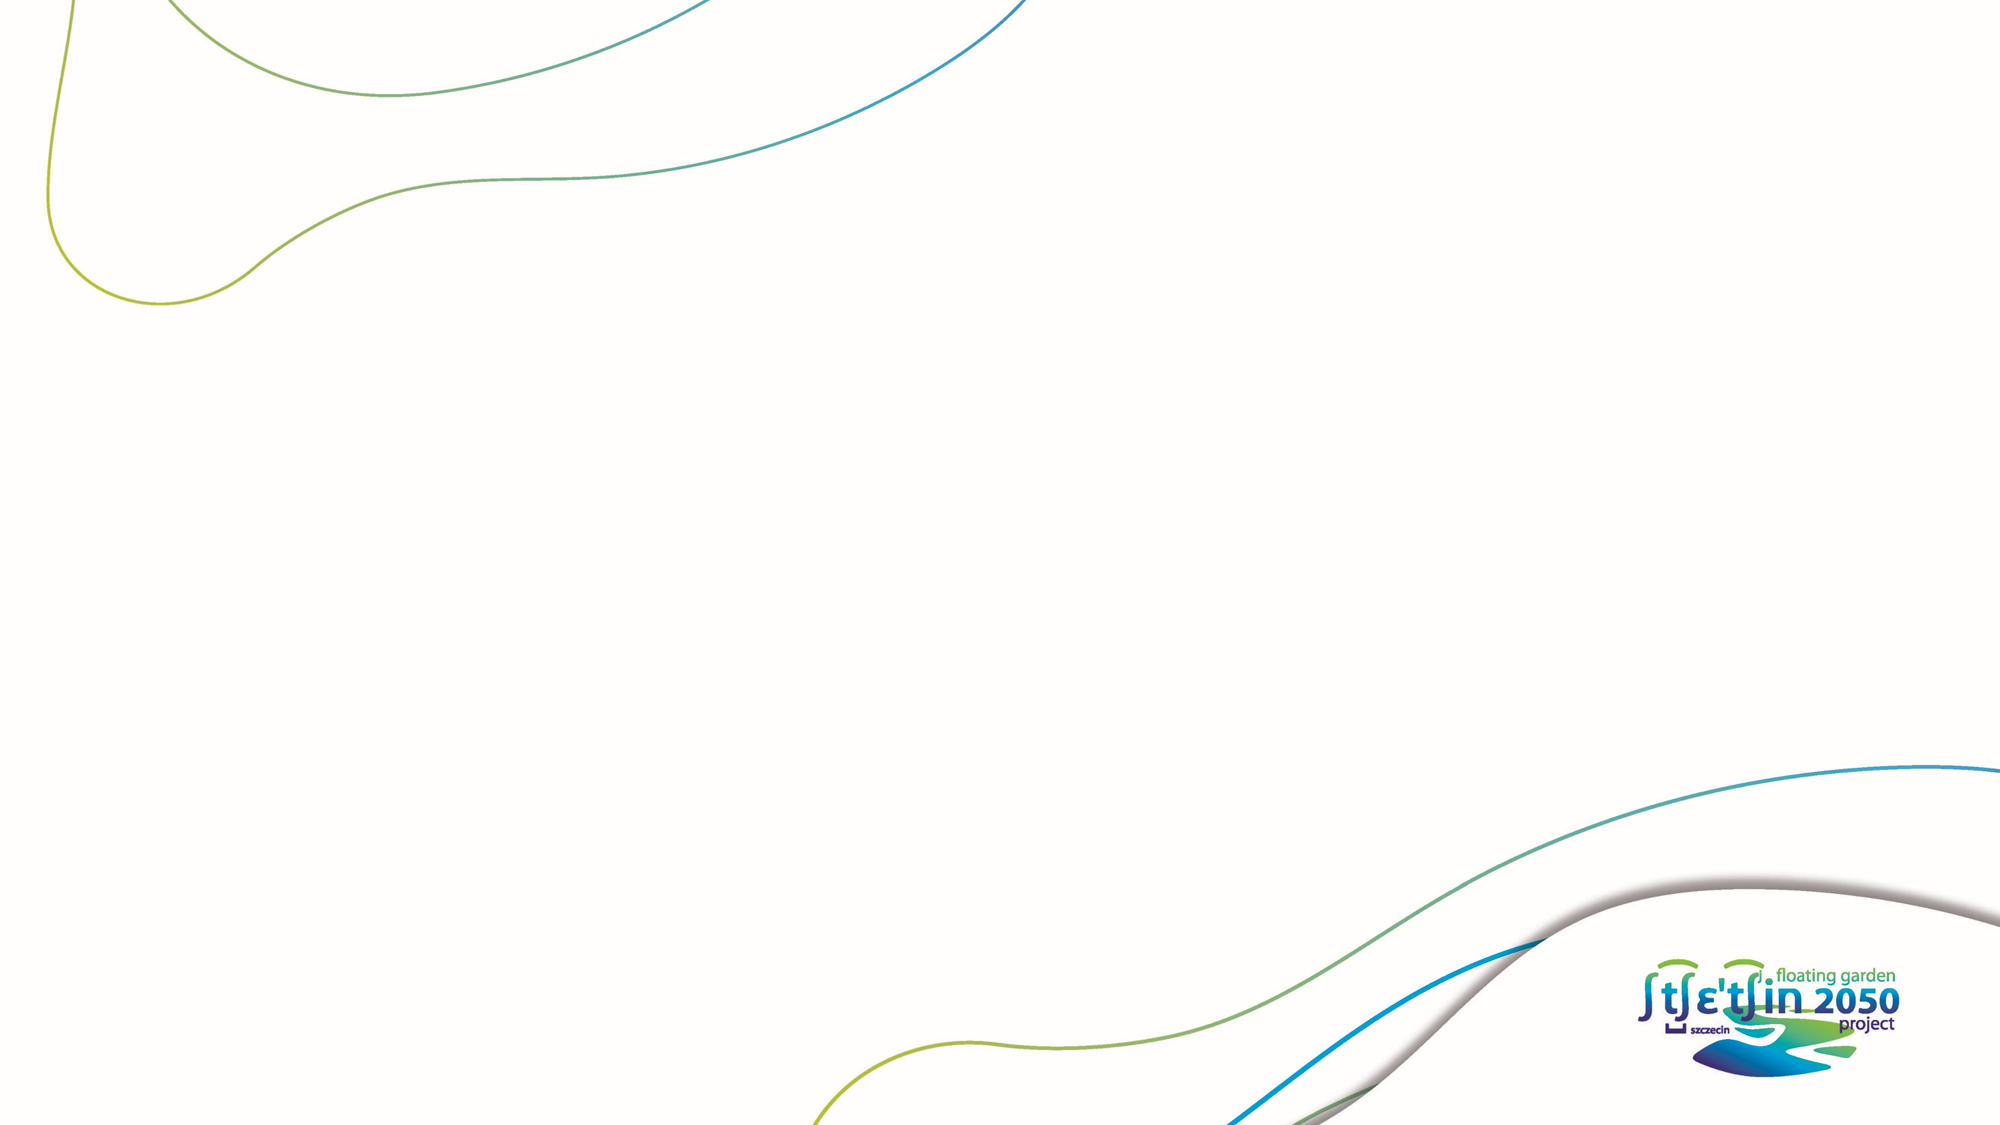 floating garden
ʃtʃɛ'tʃin 2050
szczecin
project